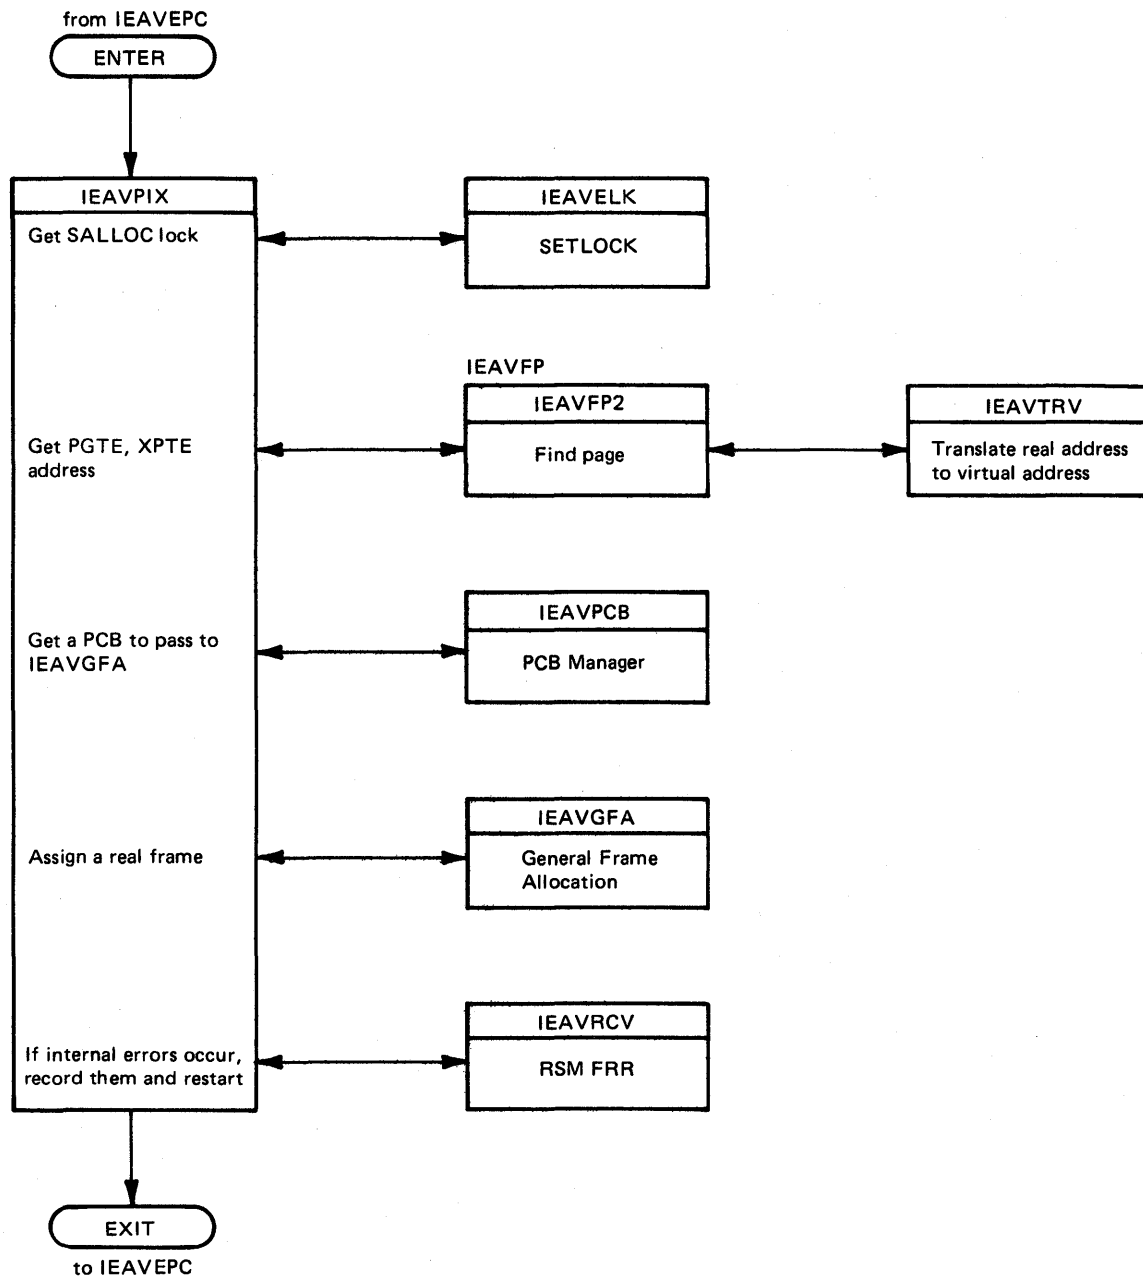 from IEAVEPC
ENTER
IEAVPIX
IEAVELK
Get SALLOC lock
SETLOCK
IEAVFP
IEAVFP2
IEAVTRV
Get PGTE, XPTE
address
Find page
Translate real address
to virtual address
IEAVPCB
Get a PCB to pass to
IEAVGFA
PCB Manager
IEAVGFA
Assign a real frame
General Frame
Allocation
IEAVRCV
If internal errors occur,
record them and restart
RSM FRR
EXIT
to IEAVEPC